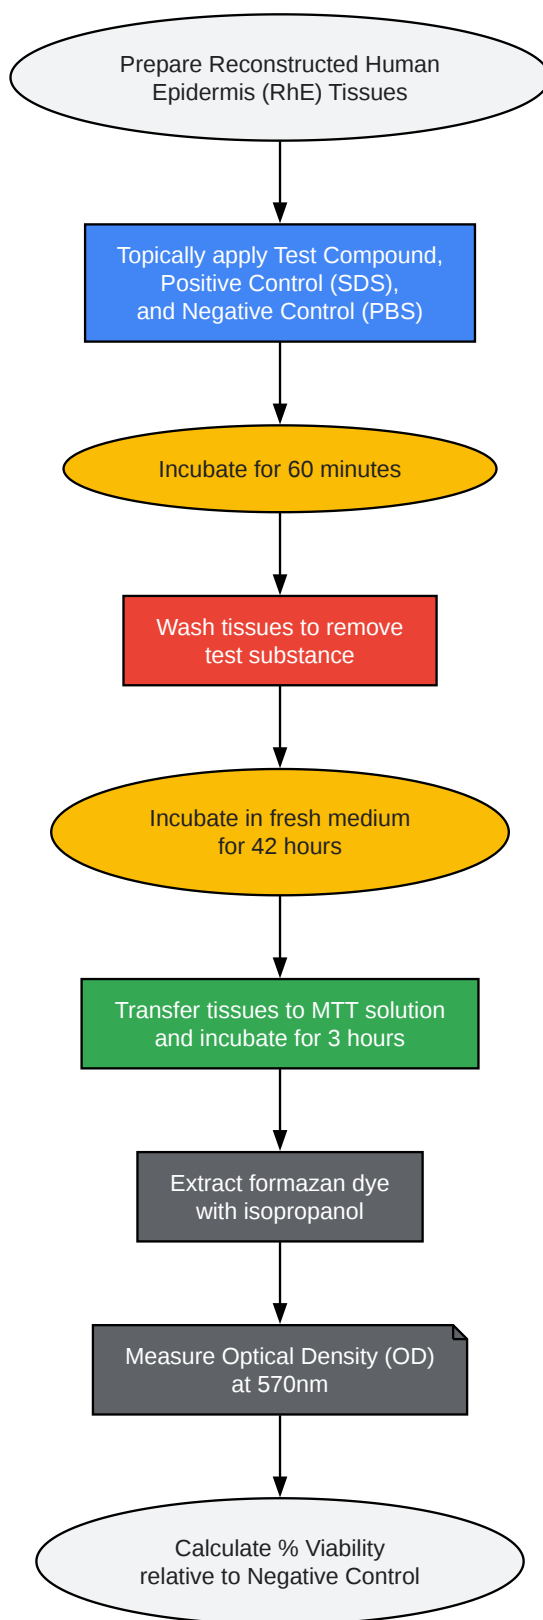 Prepare Reconstructed Human
Epidermis (RhE) Tissues
Topically apply Test Compound,
Positive Control (SDS),
and Negative Control (PBS)
Incubate for 60 minutes
Wash tissues to remove
test substance
Incubate in fresh medium
for 42 hours
Transfer tissues to MTT solution
and incubate for 3 hours
Extract formazan dye
with isopropanol
Measure Optical Density (OD)
at 570nm
Calculate % Viability
relative to Negative Control